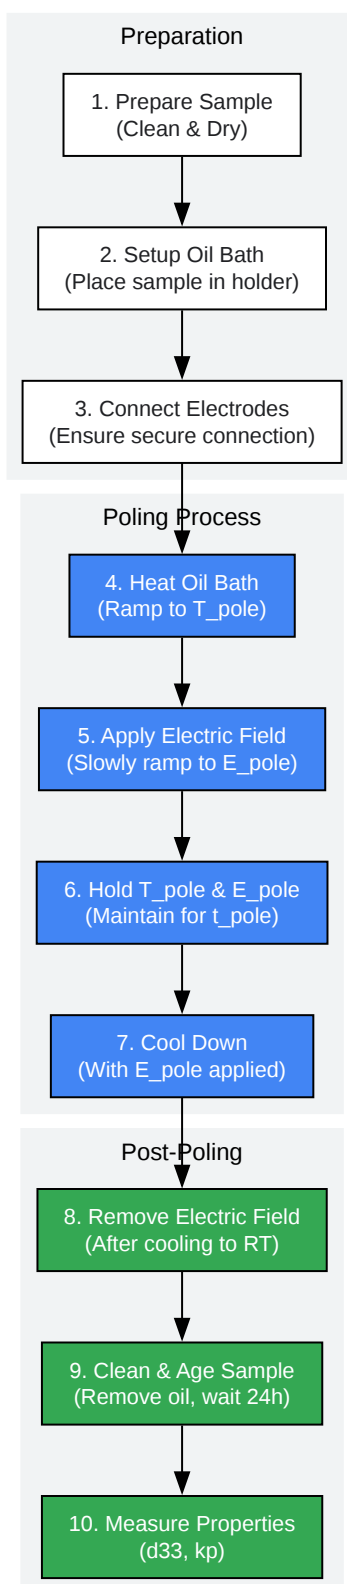 Preparation
1. Prepare Sample
(Clean & Dry)
2. Setup Oil Bath
(Place sample in holder)
3. Connect Electrodes
(Ensure secure connection)
Poling Process
4. Heat Oil Bath
(Ramp to T_pole)
5. Apply Electric Field
(Slowly ramp to E_pole)
6. Hold T_pole & E_pole
(Maintain for t_pole)
7. Cool Down
(With E_pole applied)
Post-Poling
8. Remove Electric Field
(After cooling to RT)
9. Clean & Age Sample
(Remove oil, wait 24h)
10. Measure Properties
(d33, kp)